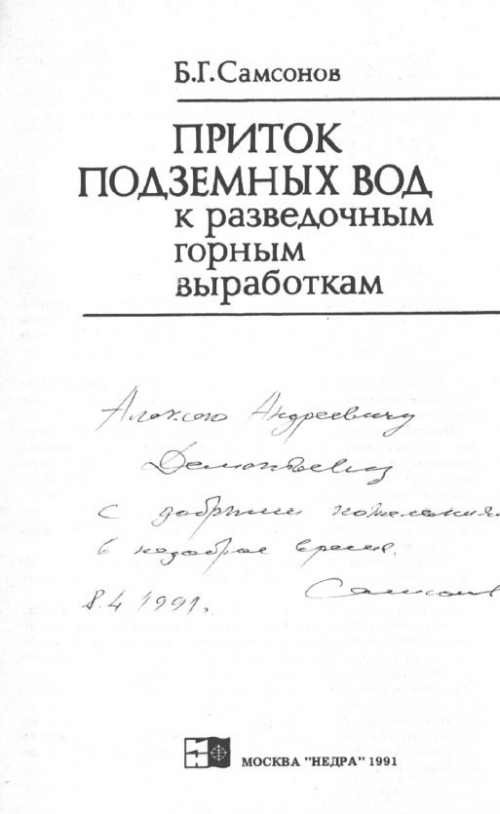 Б.Г.Самсонов
ПРИТОК
ПОДЗЕМНЫХ ВОД
к разведочным
горным
выработкам
Алексею Андреевичу
Дементьевичу
с добрыми пожеланиями
в недоброе время.
8.4 1991. Самсонов
МОСКВА "НЕДРА" 1991